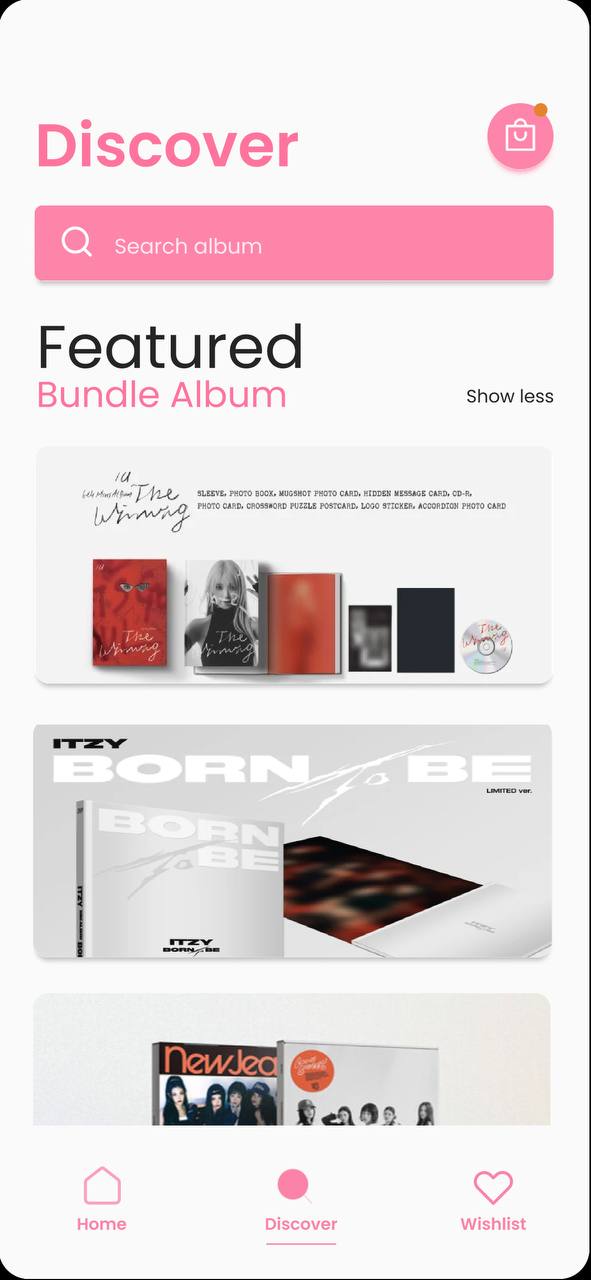 Discover
Search album
Featured
Bundle Album
Show less
IU
6th Mini Album The
Winning
SLEEVE, PHOTO BOOK, MUGSHOT PHOTO CARD, HIDDEN MESSAGE CARD, CD-R,
PHOTO CARD, CROSSWORD PUZZLE POSTCARD, LOGO STICKER, ACCORDION PHOTO CARD
IU
The
Winning
The
Winning
The
Winning
ITZY
BORN To BE
LIMITED ver.
BORN
To BE
ITZY
BORN To BE
NewJea
Home
Discover
Wishlist